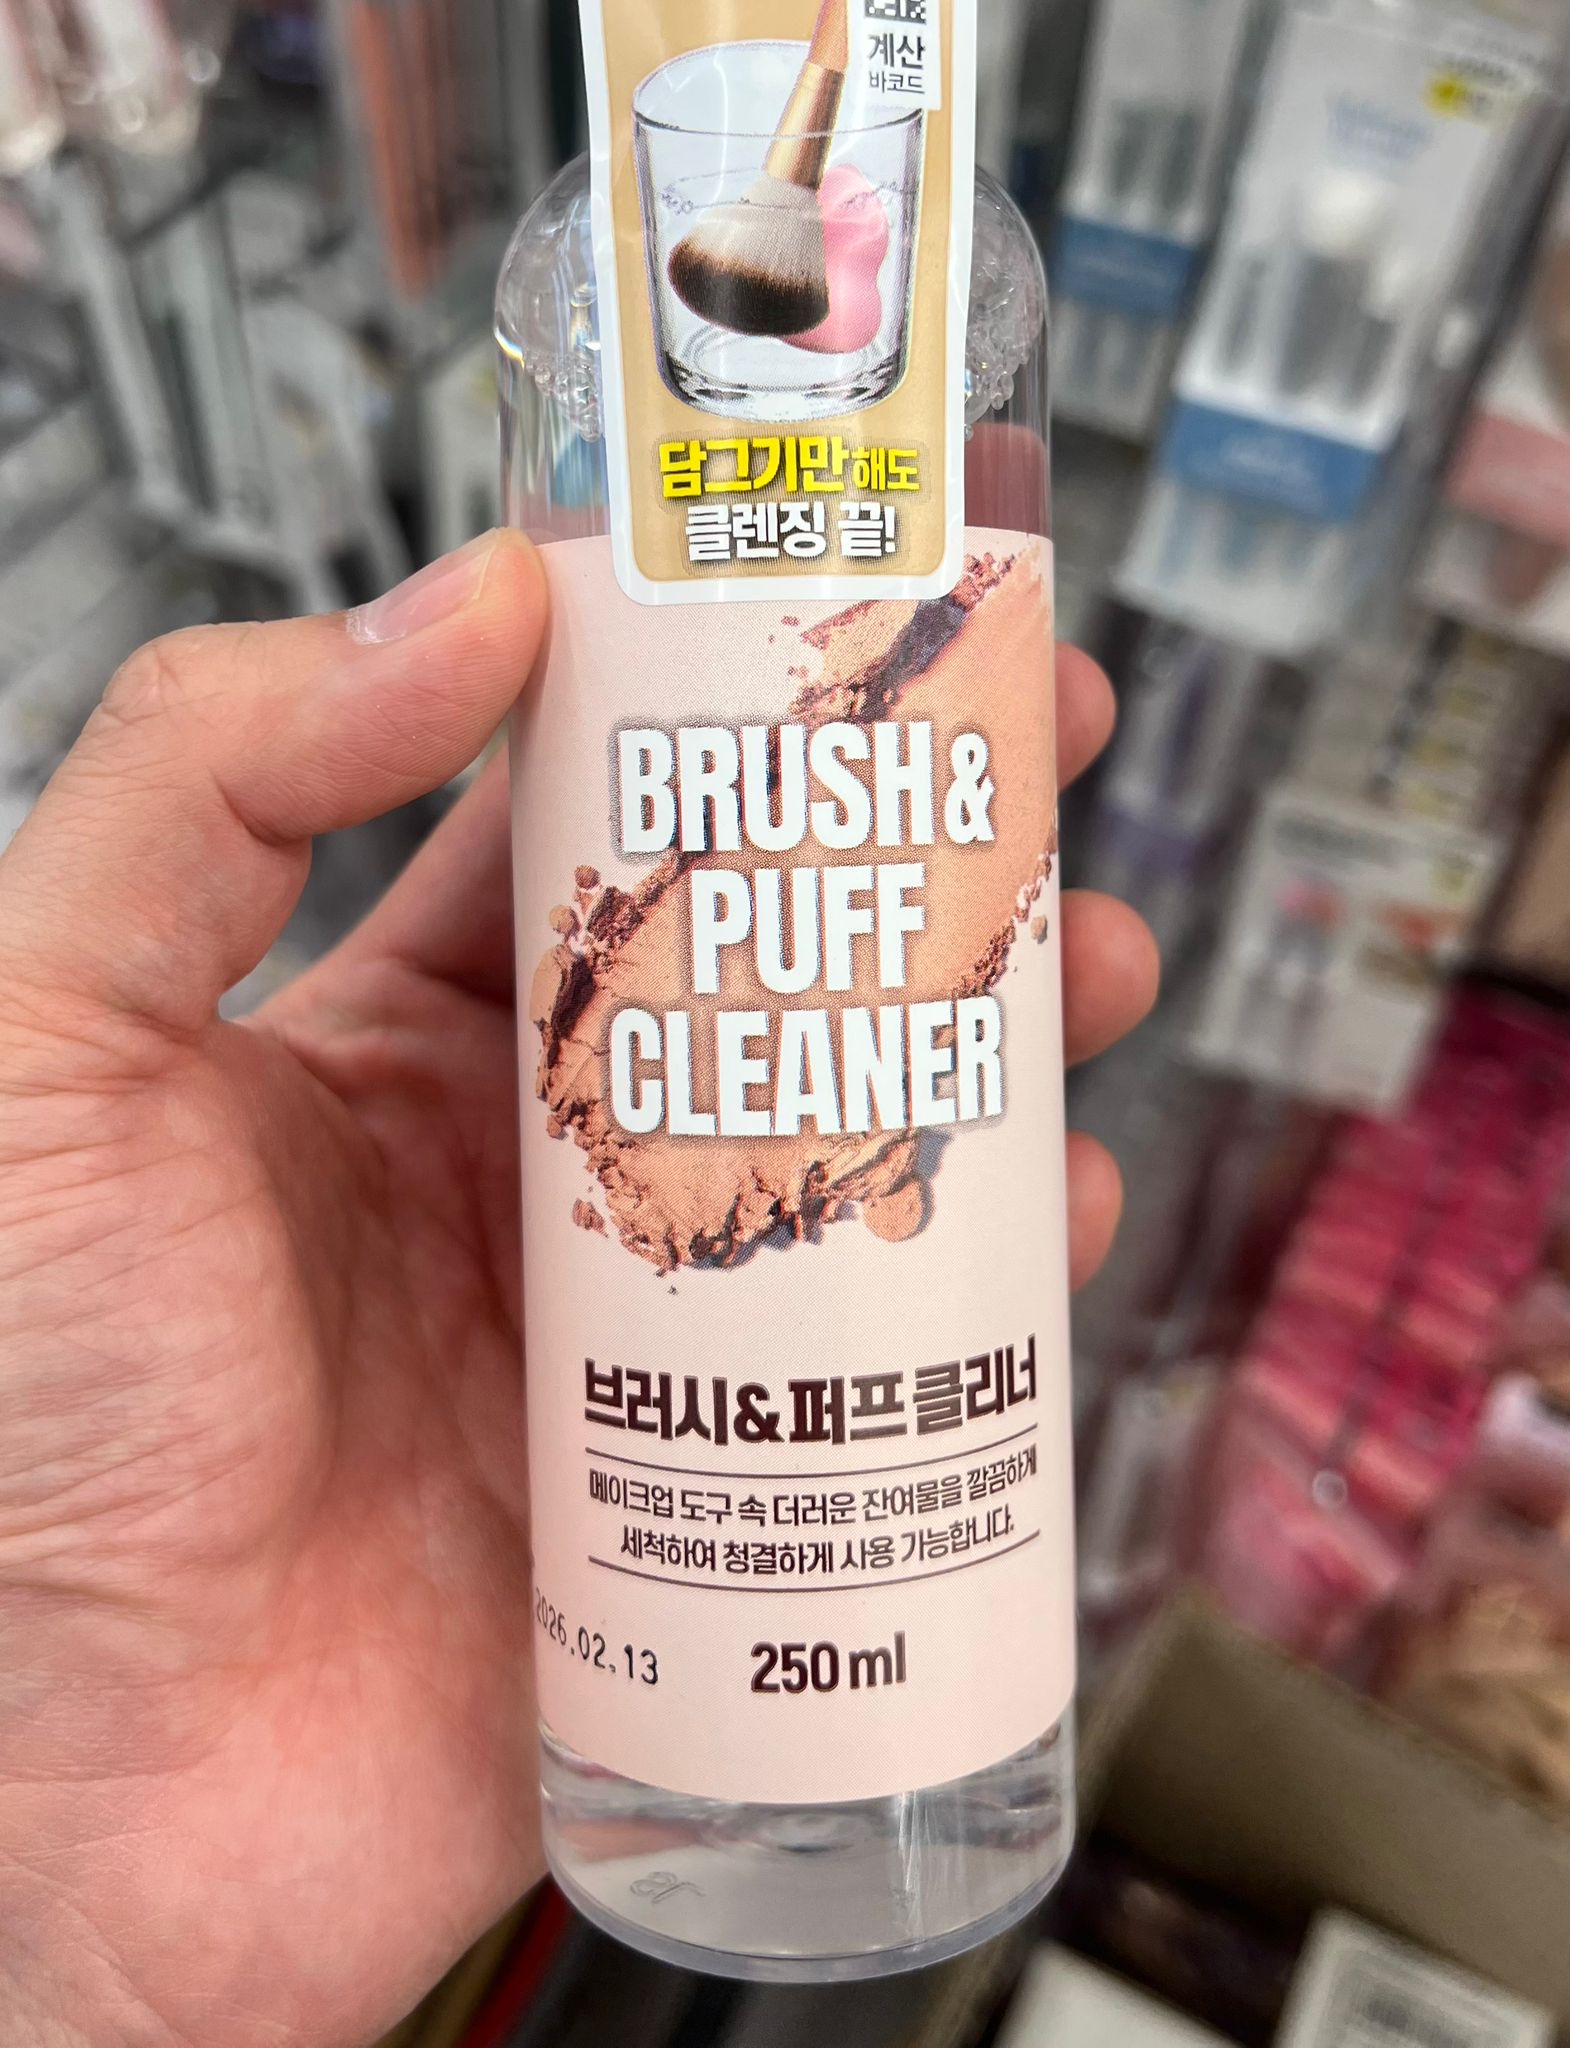 계산
바코드
담그기만해도
클렌징 끝!
BRUSH &
PUFF
CLEANER
브러시 & 퍼프 클리너
메이크업 도구 속 더러운 잔여물을 깔끔하게
세척하여 청결하게 사용 가능합니다.
2026.02.13
250 ml